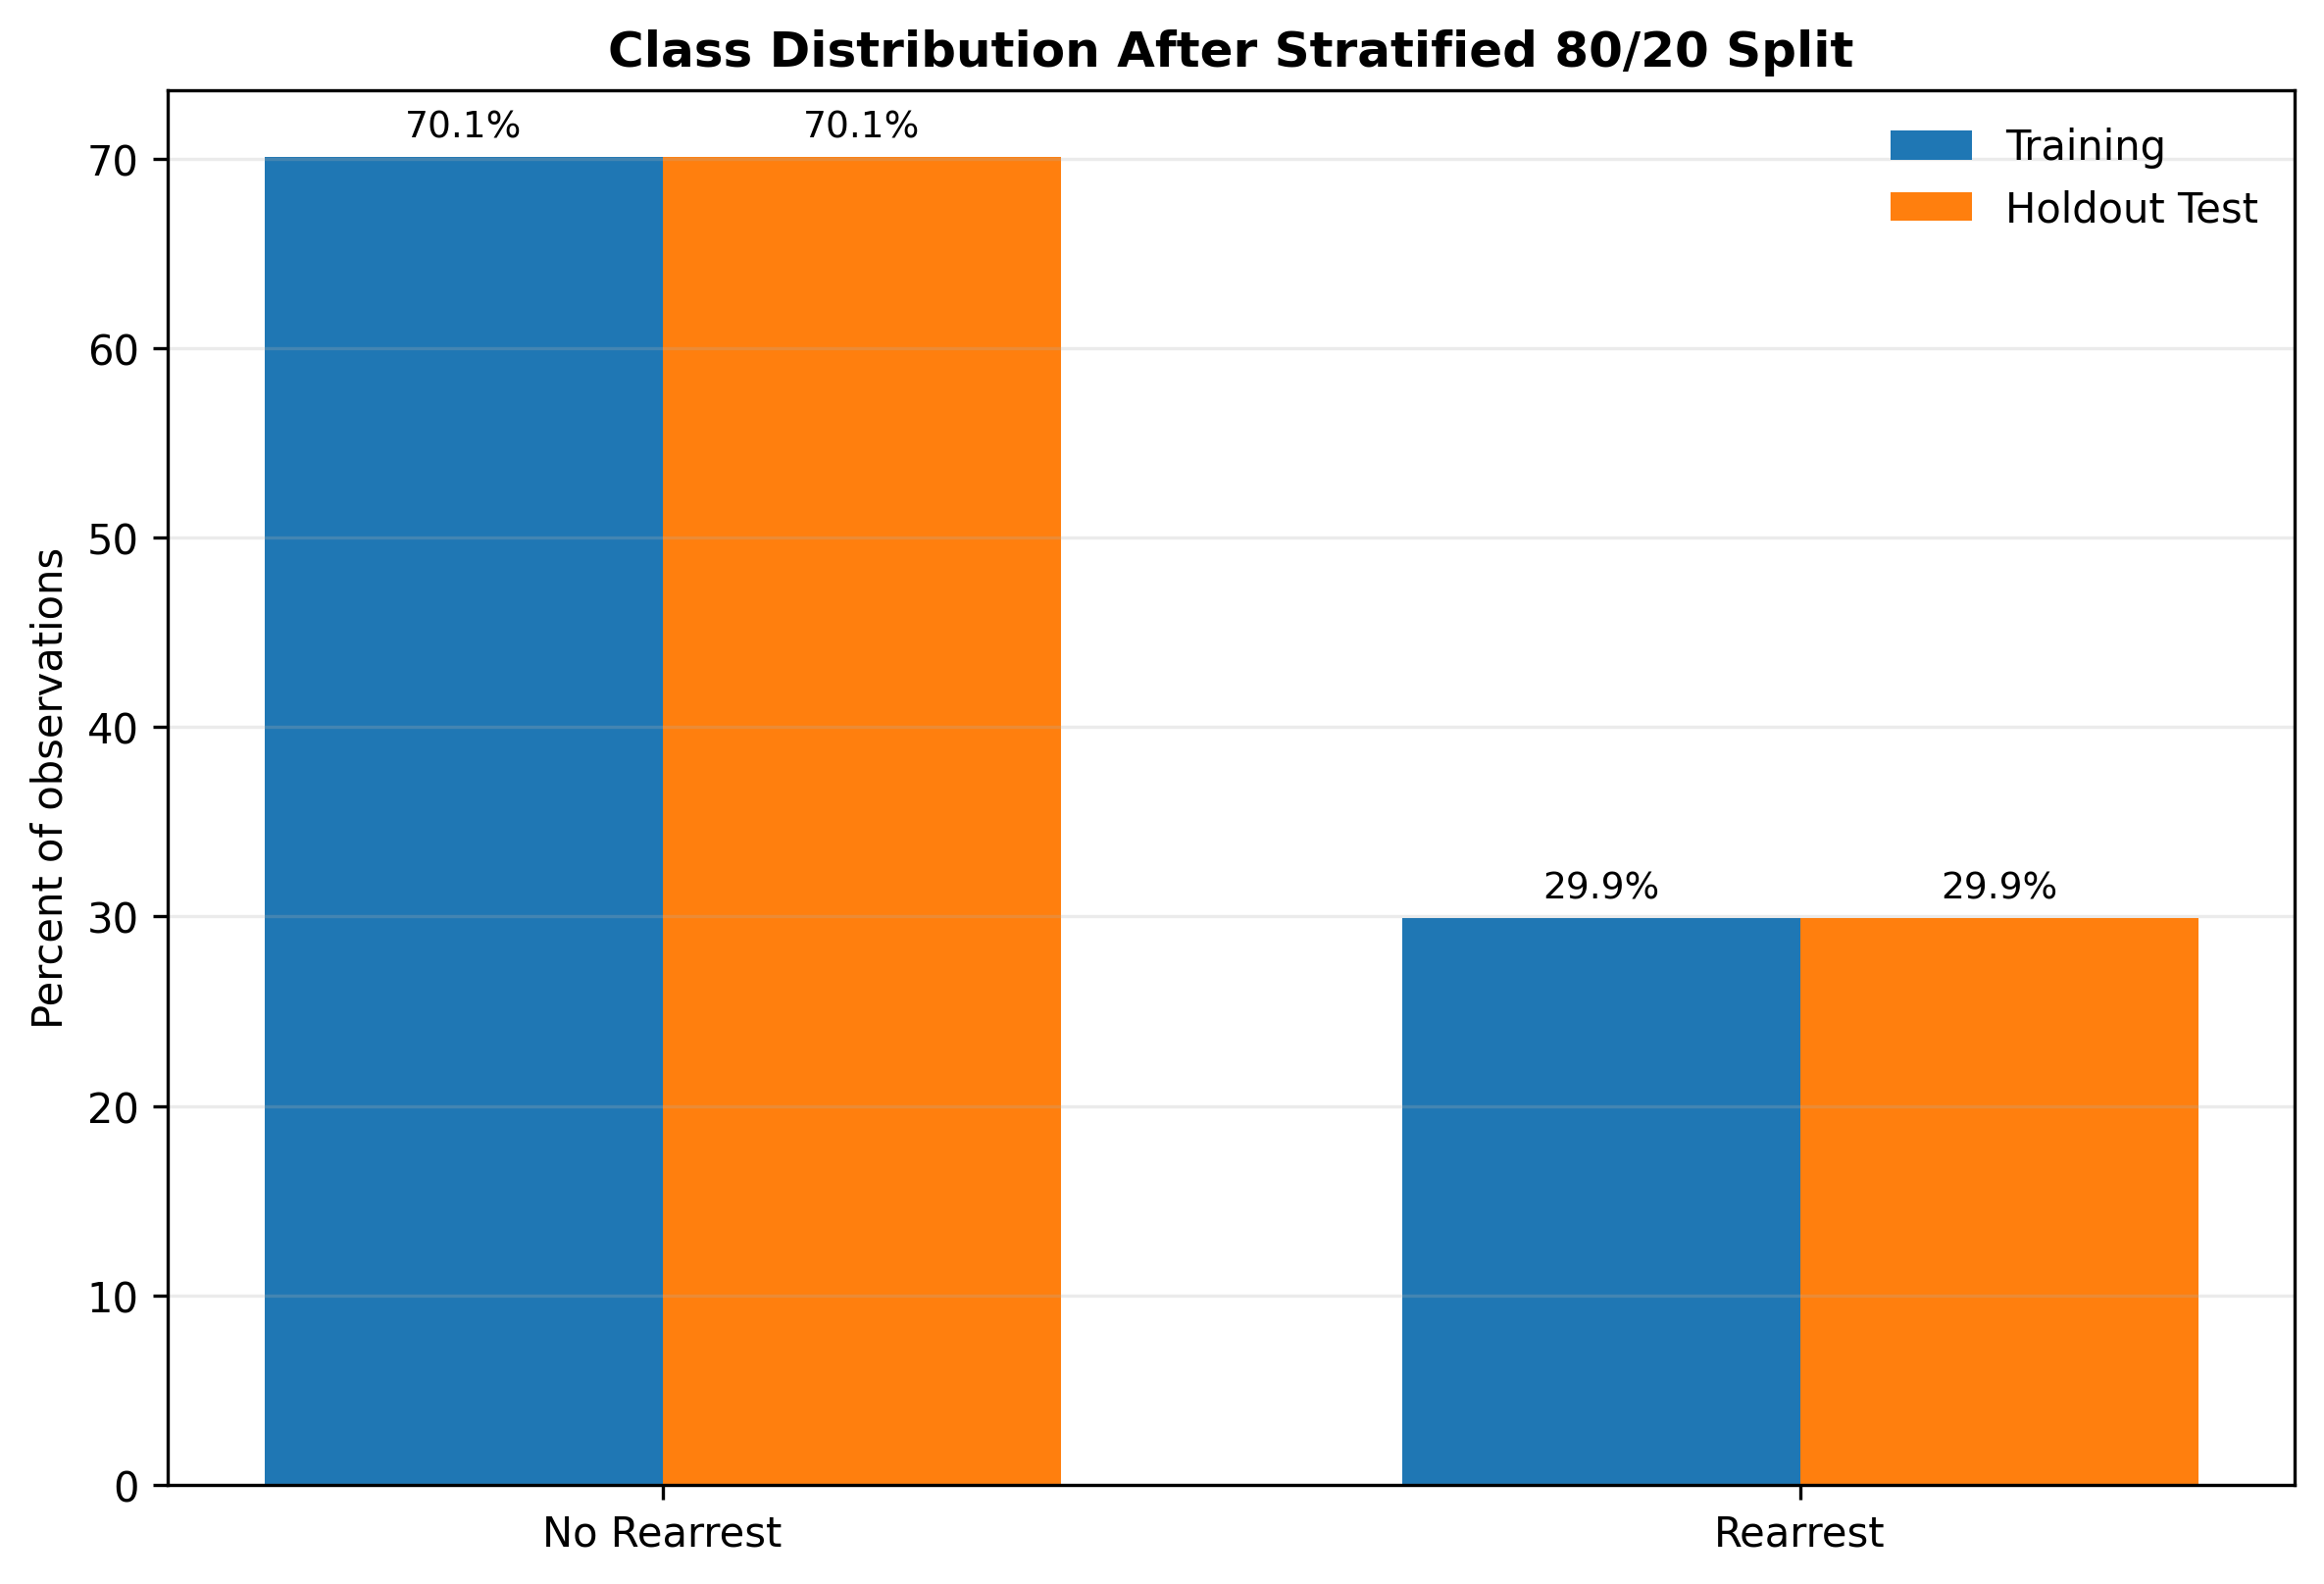 Class Distribution After Stratified 80/20 Split
70.1%
70.1%
Training
Holdout Test
70
60
50
40
30
20
10
0
Percent of observations
29.9%
29.9%
No Rearrest
Rearrest